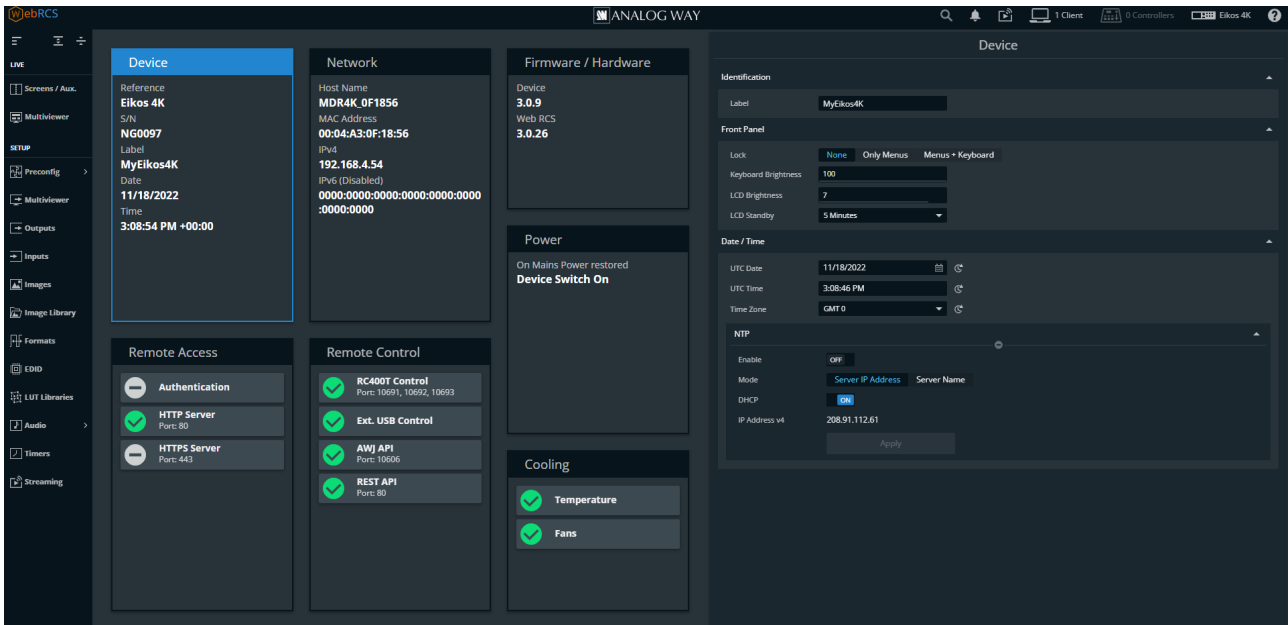 WebRCS
ANALOG WAY
1 Client
0 Controllers
Eikos 4K
?
LIVE
Screens / Aux.
Multiviewer
SETUP
Preconfig
Multiviewer
Outputs
Inputs
Images
Image Library
Formats
EDID
LUT Libraries
Audio
Timers
Streaming
Device
Reference
Eikos 4K
S/N
NG0097
Label
MyEikos4K
Date
11/18/2022
Time
3:08:54 PM +00:00
Network
Host Name
MDR4K_0F1856
MAC Address
00:04:A3:0F:18:56
IPv4
192.168.4.54
IPv6 (Disabled)
0000:0000:0000:0000:0000:0000
:0000:0000
Firmware / Hardware
Device
3.0.9
Web RCS
3.0.26
Power
On Mains Power restored
Device Switch On
Remote Access
Authentication
HTTP Server
Port: 80
HTTPS Server
Port: 443
Remote Control
RC400T Control
Port: 10691, 10692, 10693
Ext. USB Control
AWJ API
Port: 10606
REST API
Port: 80
Cooling
Temperature
Fans
Device
Identification
Label MyEikos4K
Front Panel
Lock None Only Menus Menus + Keyboard
Keyboard Brightness 100
LCD Brightness 7
LCD Standby 5 Minutes
Date / Time
UTC Date 11/18/2022
UTC Time 3:08:46 PM
Time Zone GMT 0
NTP
Enable OFF
Mode Server IP Address Server Name
DHCP ON
IP Address v4 208.91.112.61
Apply